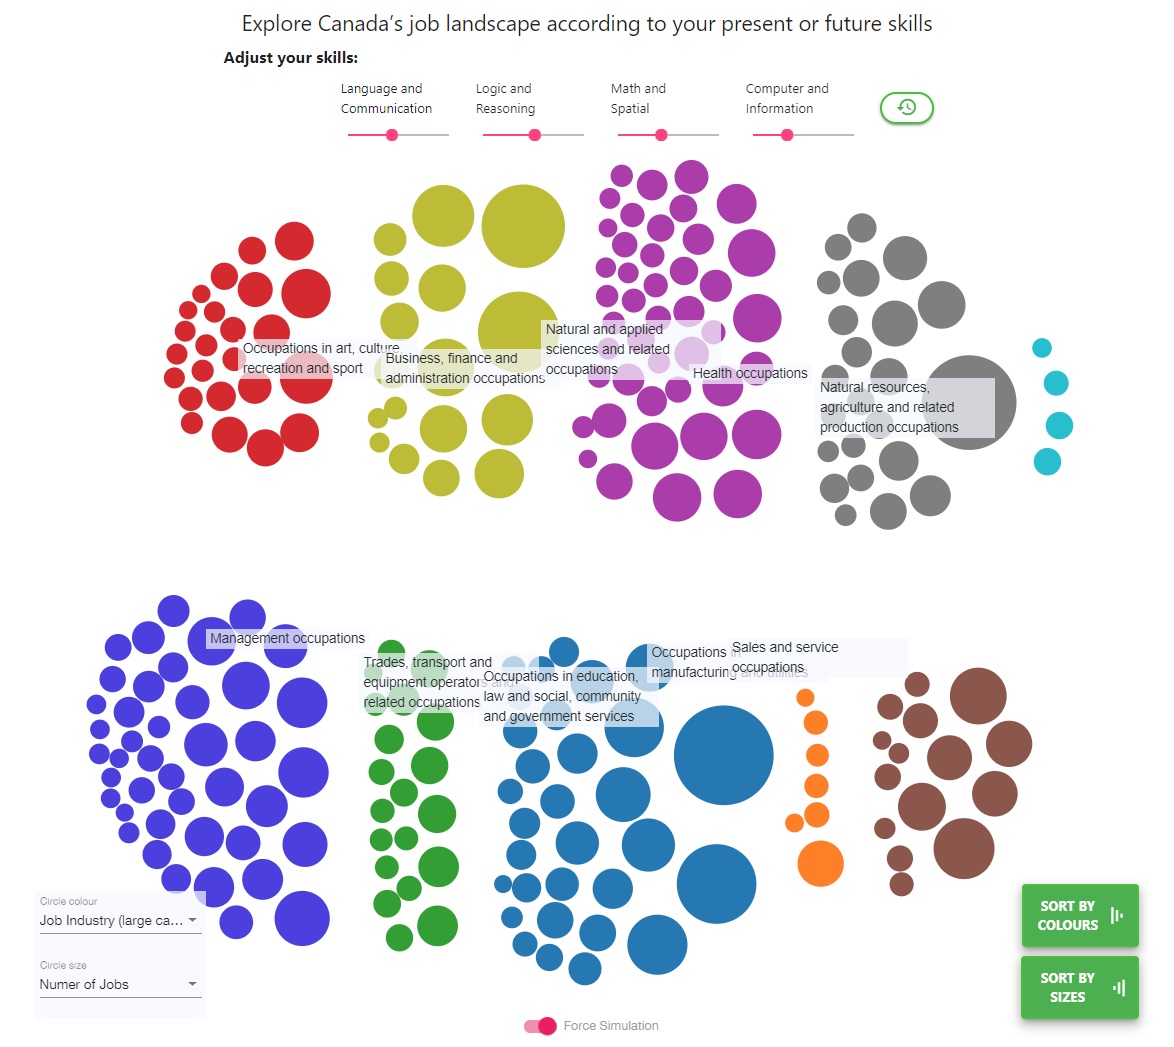 Explore Canada’s job landscape according to your present or future skills
Adjust your skills:
Language and
Communication
Logic and
Reasoning
Math and
Spatial
Computer and
Information
Occupations in art, culture,
recreation and sport
Business, finance and
administration occupations
Natural and applied
sciences and related
occupations
Health occupations
Natural resources,
agriculture and related
production occupations
Management occupations
Trades, transport and
equipment operators and
related occupations
Occupations in education,
law and social, community
and government services
Occupations in
manufacturing and utilities
Sales and service
occupations
Circle colour
Job Industry (large ca...
Circle size
Numer of Jobs
SORT BY
COLOURS
SORT BY
SIZES
Force Simulation